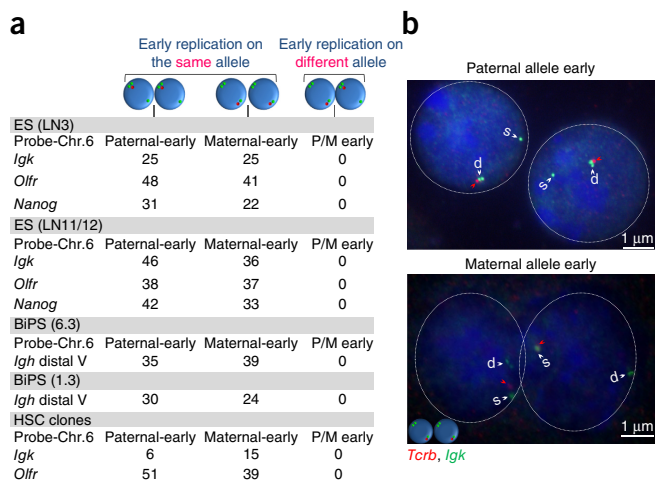 a
Early replication on
the same allele
Early replication on
different allele
ES (LN3)
Probe-Chr.6 Paternal-early Maternal-early P/M early
Igk 25 25 0
Olfr 48 41 0
Nanog 31 22 0
ES (LN11/12)
Probe-Chr.6 Paternal-early Maternal-early P/M early
Igk 46 36 0
Olfr 38 37 0
Nanog 42 33 0
BiPS (6.3)
Probe-Chr.6 Paternal-early Maternal-early P/M early
Igh distal V 35 39 0
BiPS (1.3)
Igh distal V 30 24 0
HSC clones
Probe-Chr.6 Paternal-early Maternal-early P/M early
Igk 6 15 0
Olfr 51 39 0
b
Paternal allele early
s
d
s
d
1 μm
Maternal allele early
d
s
s
d
1 μm
Tcrb, Igk